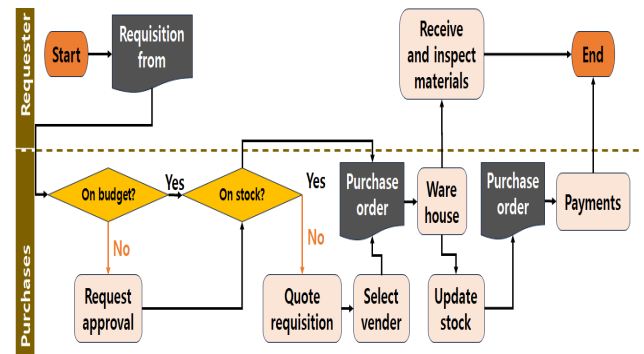 Requester
Start
Requisition
from
Receive
and inspect
materials
End
Purchases
On budget?
Yes
On stock?
Yes
Purchase
order
Ware
house
Purchase
order
Payments
No
No
Request
approval
Quote
requisition
Select
vender
Update
stock